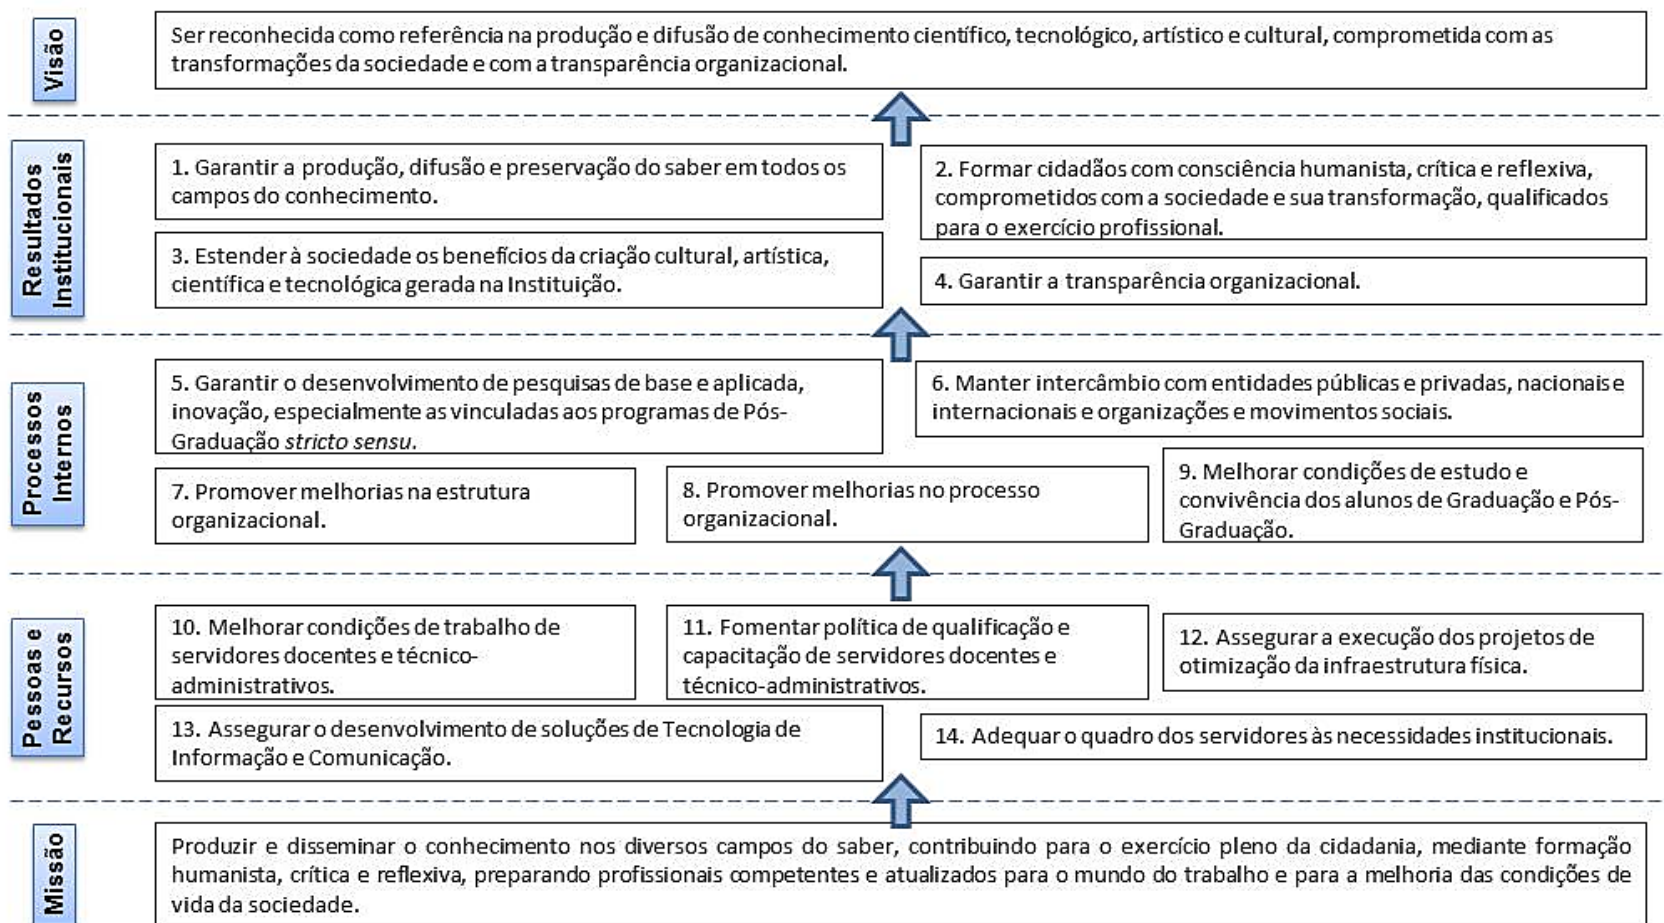 Visão
Ser reconhecida como referência na produção e difusão de conhecimento científico, tecnológico, artístico e cultural, comprometida com as
transformações da sociedade e com a transparência organizacional.
Resultados
Institucionais
1. Garantir a produção, difusão e preservação do saber em todos os
campos do conhecimento.
2. Formar cidadãos com consciência humanista, crítica e reflexiva,
comprometidos com a sociedade e sua transformação, qualificados
para o exercício profissional.
3. Estender à sociedade os benefícios da criação cultural, artística,
científica e tecnológica gerada na Instituição.
4. Garantir a transparência organizacional.
Processos
Internos
5. Garantir o desenvolvimento de pesquisas de base e aplicada,
inovação, especialmente as vinculadas aos programas de Pós-
Graduação stricto sensu.
6. Manter intercâmbio com entidades públicas e privadas, nacionais e
internacionais e organizações e movimentos sociais.
7. Promover melhorias na estrutura
organizacional.
8. Promover melhorias no processo
organizacional.
9. Melhorar condições de estudo e
convivência dos alunos de Graduação e Pós-
Graduação.
Pessoas e
Recursos
10. Melhorar condições de trabalho de
servidores docentes e técnico-
administrativos.
11. Fomentar política de qualificação e
capacitação de servidores docentes e
técnico-administrativos.
12. Assegurar a execução dos projetos de
otimização da infraestrutura física.
13. Assegurar o desenvolvimento de soluções de Tecnologia de
Informação e Comunicação.
14. Adequar o quadro dos servidores às necessidades institucionais.
Missão
Produzir e disseminar o conhecimento nos diversos campos do saber, contribuindo para o exercício pleno da cidadania, mediante formação
humanista, crítica e reflexiva, preparando profissionais competentes e atualizados para o mundo do trabalho e para a melhoria das condições de
vida da sociedade.